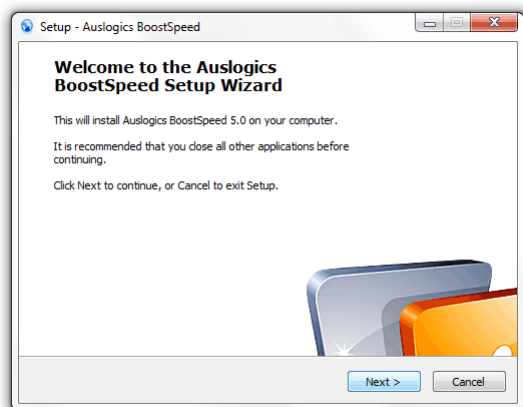 Setup - Auslogics BoostSpeed
Welcome to the Auslogics
BoostSpeed Setup Wizard
This will install Auslogics BoostSpeed 5.0 on your computer.
It is recommended that you close all other applications before
continuing.
Click Next to continue, or Cancel to exit Setup.
Next >
Cancel